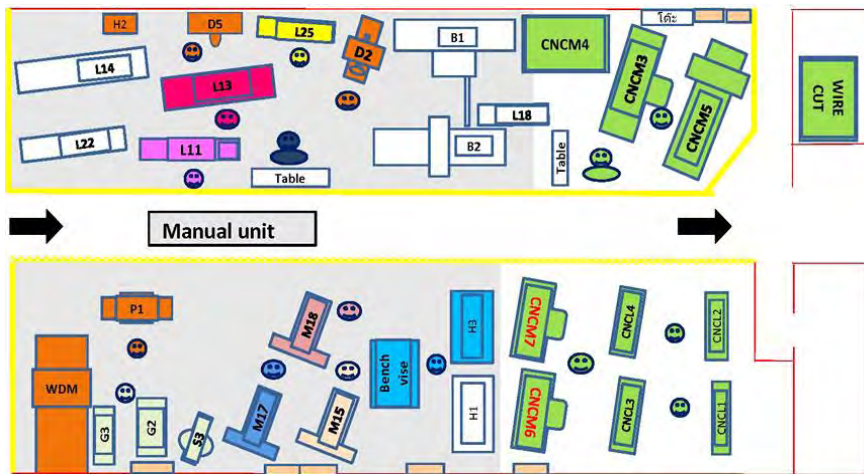 H2
D5
L25
D2
B1
CNCM4
โต๊ะ
L14
L13
CNCM3
CNCM5
WIRE
CUT
L22
L11
L18
B2
Table
Table
Manual unit
P1
M18
H3
CNCM7
CNCL4
CNCL2
WDM
Bench
vise
G3
G2
S3
M17
M15
H1
CNCM6
CNCL3
CNCL1